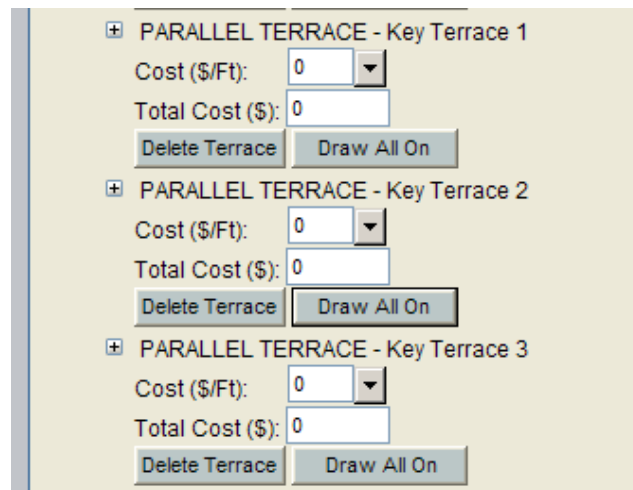 PARALLEL TERRACE - Key Terrace 1
Cost ($/Ft): 0
Total Cost ($): 0
Delete Terrace Draw All On
PARALLEL TERRACE - Key Terrace 2
Cost ($/Ft): 0
Total Cost ($): 0
Delete Terrace Draw All On
PARALLEL TERRACE - Key Terrace 3
Cost ($/Ft): 0
Total Cost ($): 0
Delete Terrace Draw All On